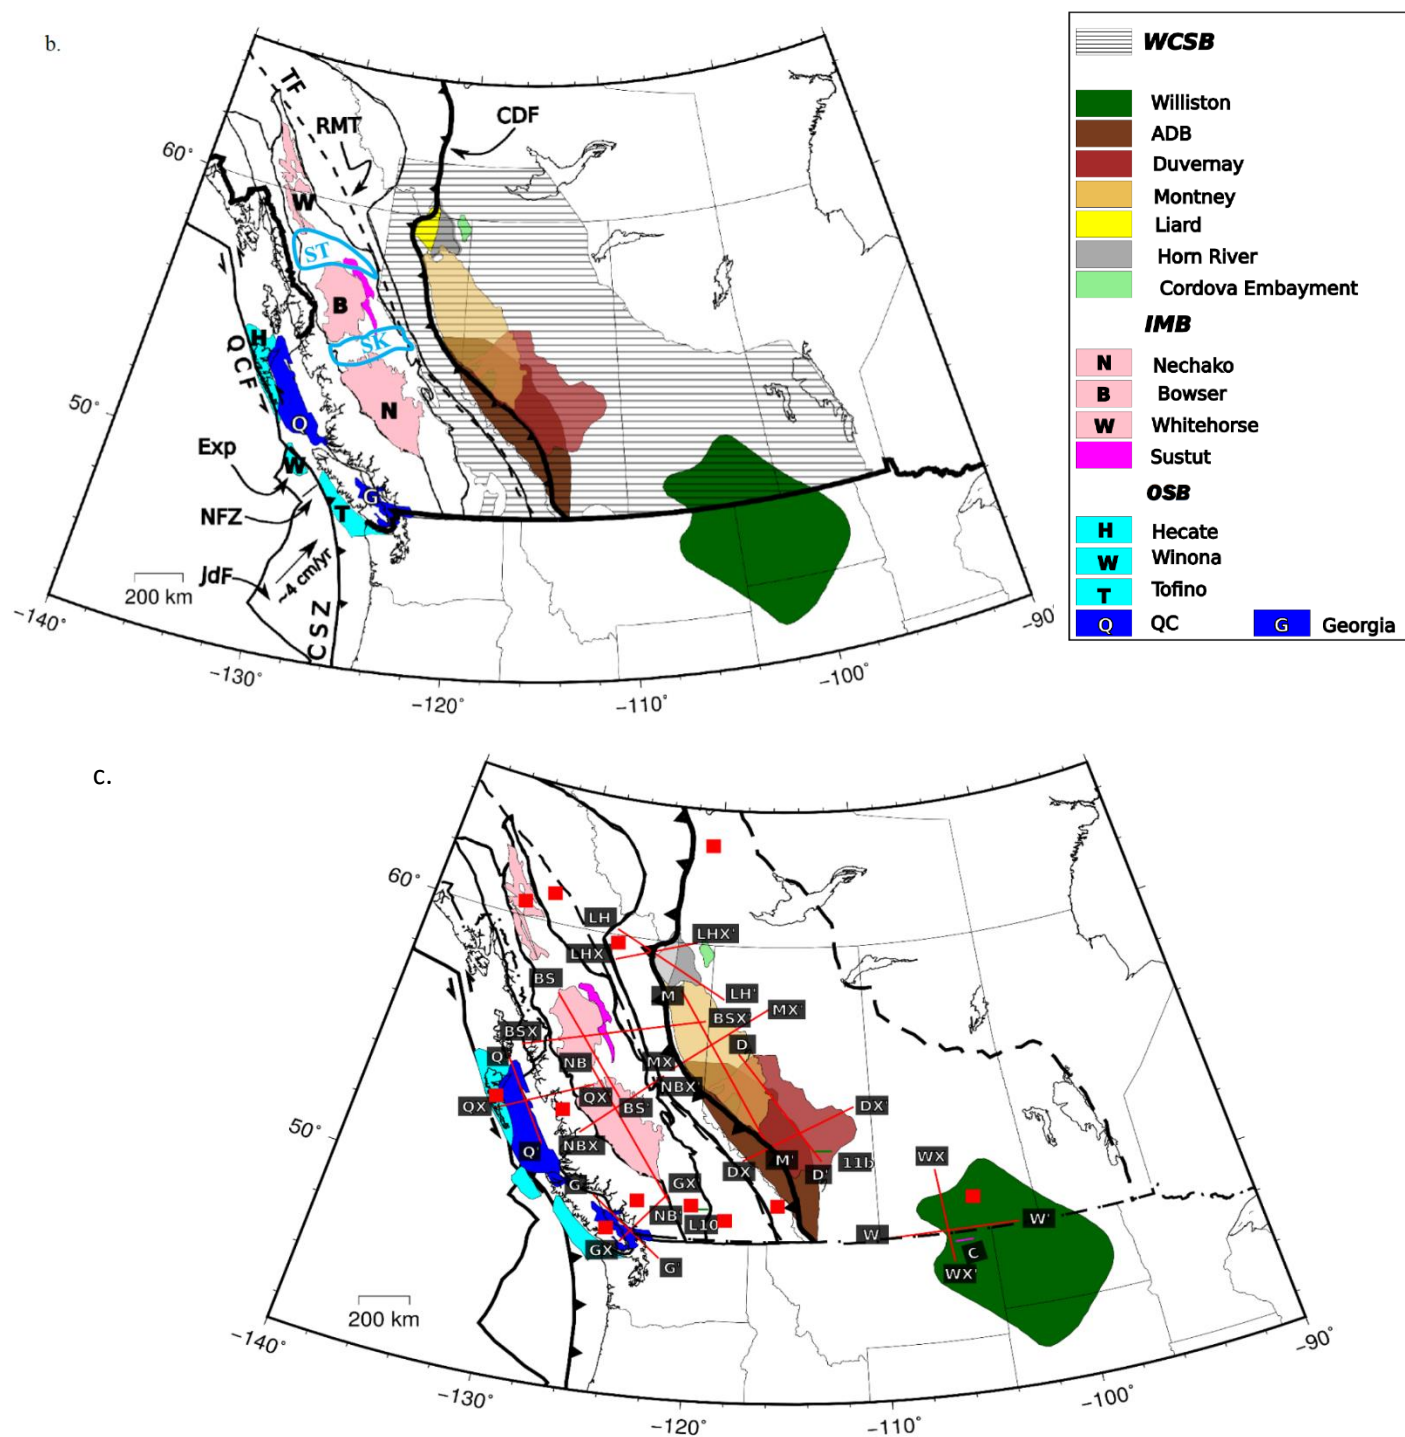 b.
TF
RMT
CDF
60°
W
ST
B
SK
H
QCF
N
50°
Q
Exp
W
G
NFZ
T
JdF
~4 cm/yr
200 km
CSZ
−140°
−130°
−120°
−110°
−100°
−90°
WCSB
Williston
ADB
Duvernay
Montney
Liard
Horn River
Cordova Embayment
IMB
N Nechako
B Bowser
W Whitehorse
Sustut
OSB
H Hecate
W Winona
T Tofino
Q QC G Georgia
c.
60°
LH
LHX'
LHX
BS
LH'
M
MX'
BSX'
BSX
D
Q
NB
MX
NBX'
QX
QX'
BS'
DX'
NBX
Q'
M'
11b
DX
D'
WX
G
GX'
NB'
L10
W'
W
GX
C
G'
WX'
50°
200 km
−140°
−130°
−120°
−110°
−100°
−90°